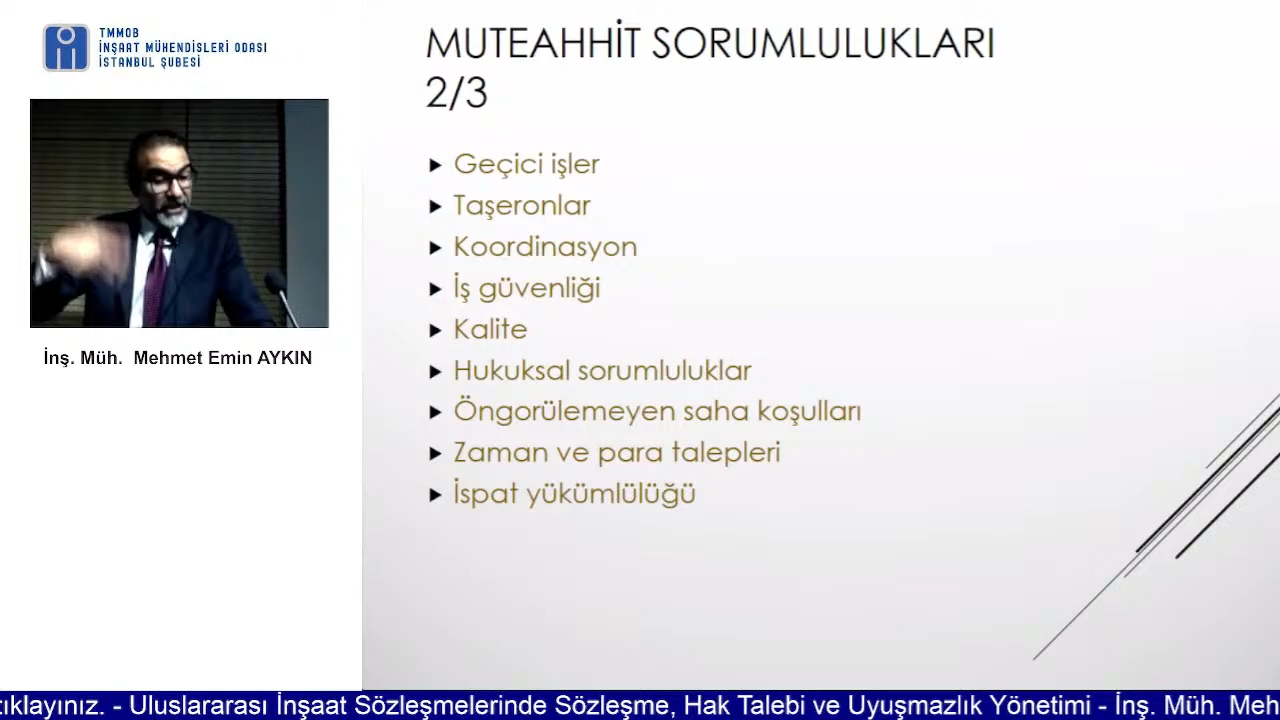 TMMOB
İNŞAAT MÜHENDİSLERİ ODASI
İSTANBUL ŞUBESİ
MUTEAHHİT SORUMLULUKLARI
2/3
Geçici işler
Taşeronlar
Koordinasyon
İş güvenliği
Kalite
Hukuksal sorumluluklar
Öngorülemeyen saha koşulları
Zaman ve para talepleri
İspat yükümlülüğü
İnş. Müh. Mehmet Emin AYKIN
tıklayınız. - Uluslararası İnşaat Sözleşmelerinde Sözleşme, Hak Talebi ve Uyuşmazlık Yönetimi - İnş. Müh. Meh